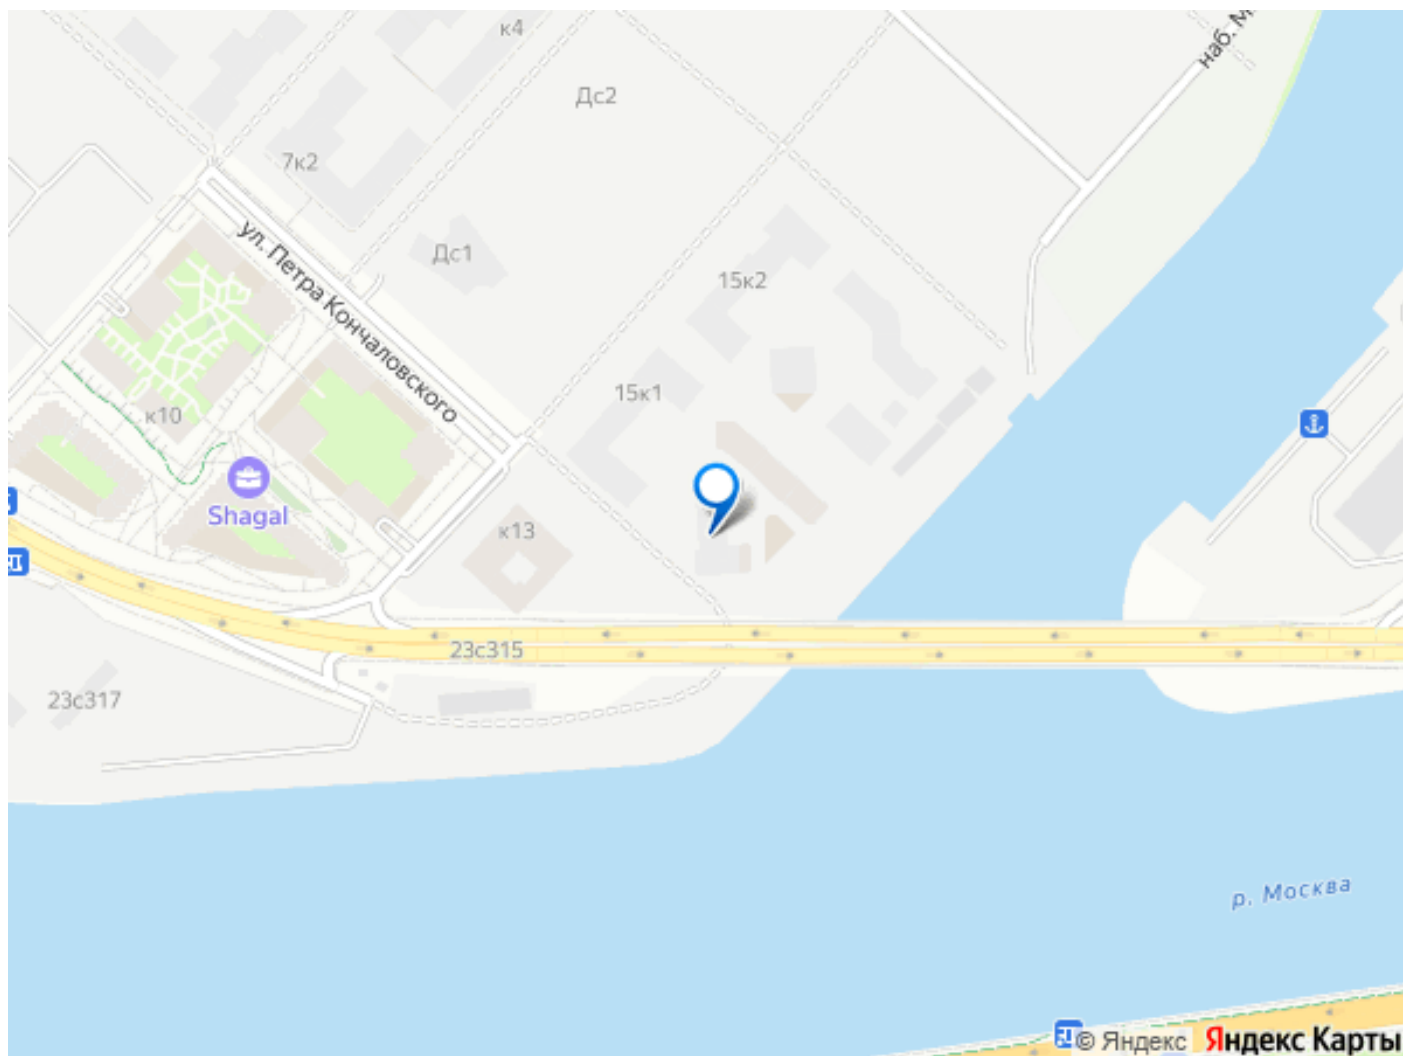 к4
наб. М
Дс2
7к2
ул. Петра Кончаловского
Дс1
15к2
15к1
к10
Shagal
к13
23с315
23с317
р. Москва
© Яндекс Яндекс Карты